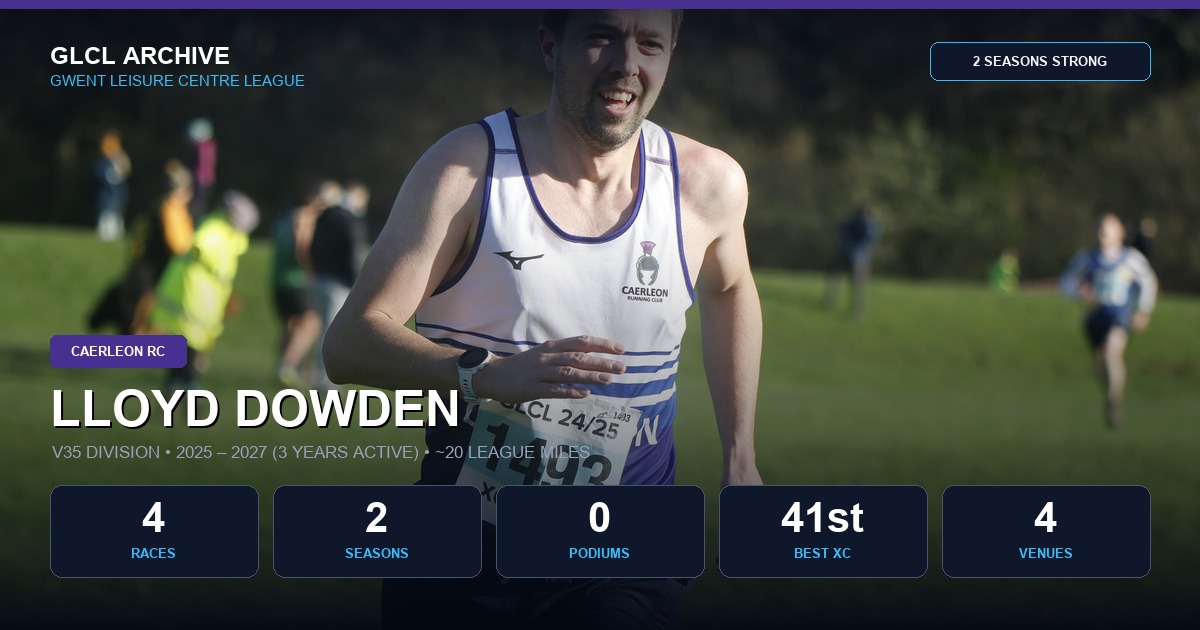 GLCL ARCHIVE
GWENT LEISURE CENTRE LEAGUE
2 SEASONS STRONG
CAERLEON
RUNNING CLUB
CAERLEON RC
GLCL 24/25
1493
1493
LLOYD DOWDEN
V35 DIVISION • 2025 – 2027 (3 YEARS ACTIVE) • ~20 LEAGUE MILES
4
RACES
2
SEASONS
0
PODIUMS
41st
BEST XC
4
VENUES